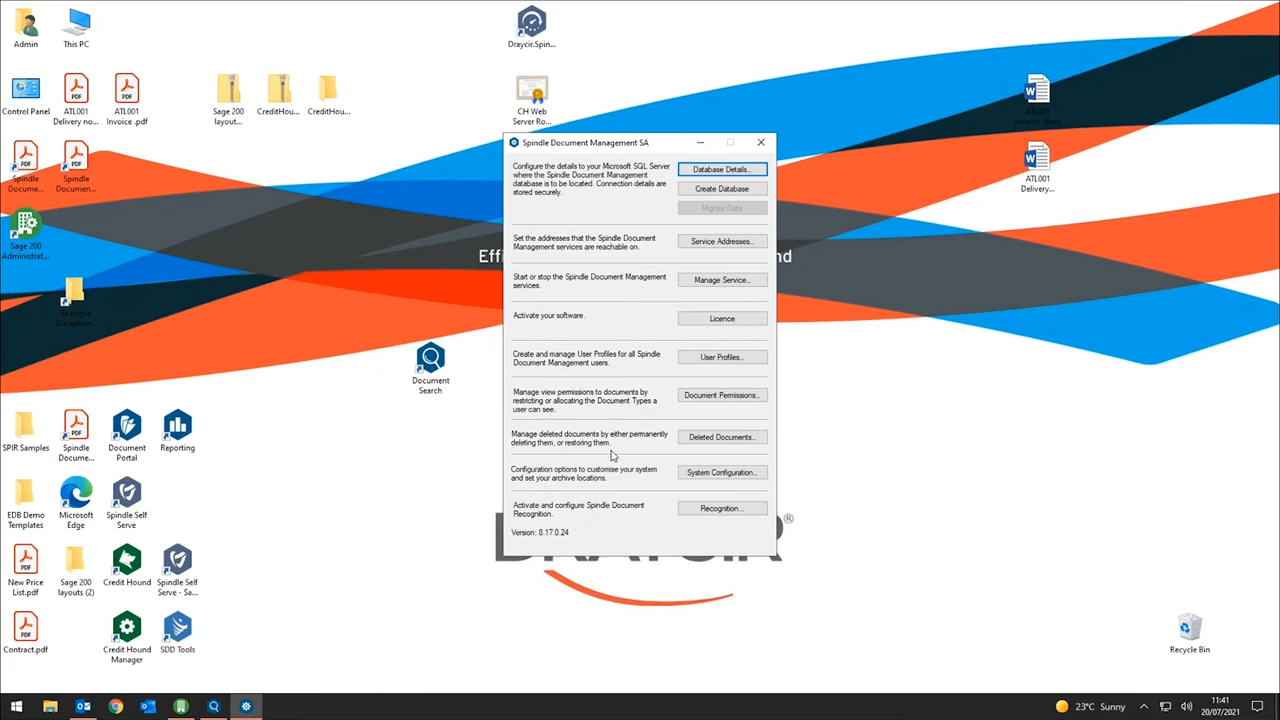 Admin
This PC
Draycir.Spin...
Control Panel
ATL001
Delivery no...
ATL001
Invoice .pdf
Sage 200
layout...
CreditHou...
CreditHou...
CH Web
Server Ro...
ATL001
Invoice .docx
Spindle
Docume...
Spindle
Docum...
ATL001
Delivery...
Sage 200
Administrat...
Example
Documen...
Effi
nd
Document
Search
SPIR Samples
Spindle
Docume...
Document
Portal
Reporting
EDB Demo
Templates
Microsoft
Edge
Spindle Self
Serve
New Price
List.pdf
Sage 200
layouts (2)
Credit Hound
Spindle Self
Serve - Sa...
Contract.pdf
Credit Hound
Manager
SDD Tools
Recycle Bin
Spindle Document Management SA
Configure the details to your Microsoft SQL Server
where the Spindle Document Management
database is to be located. Connection details are
stored securely.
Database Details...
Create Database
Migrate Data
Set the addresses that the Spindle Document
Management services are reachable on.
Service Addresses...
Start or stop the Spindle Document Management
services.
Manage Service...
Activate your software.
Licence
Create and manage User Profiles for all Spindle
Document Management users.
User Profiles...
Manage view permissions to documents by
restricting or allocating the Document Types a
user can see.
Document Permissions...
Manage deleted documents by either permanently
deleting them, or restoring them.
Deleted Documents...
Configuration options to customise your system
and set your archive locations.
System Configuration...
Activate and configure Spindle Document
Recognition.
Recognition...
Version: 8.17.0.24
®
23°C Sunny
11:41
20/07/2021